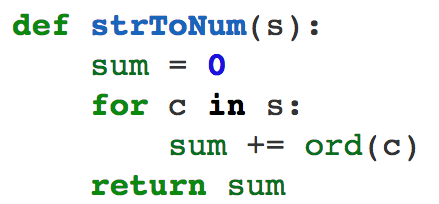 def strToNum(s):
    sum = 0
    for c in s:
        sum += ord(c)
    return sum